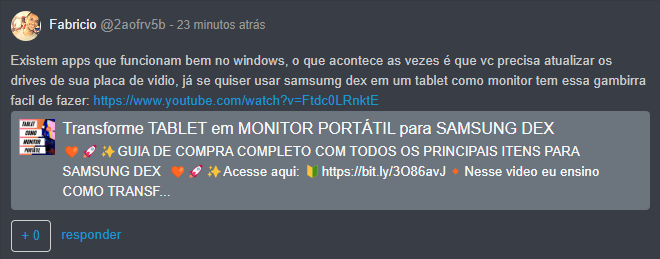 Fabricio @2aofrv5b - 23 minutos atrás
Existem apps que funcionam bem no windows, o que acontece as vezes é que vc precisa atualizar os
drives de sua placa de vidio, já se quiser usar samsumg dex em um tablet como monitor tem essa gambirra
facil de fazer: https://www.youtube.com/watch?v=Ftdc0LRnktE
TABLET
COMO
MONITOR
PORTÁTIL
Transforme TABLET em MONITOR PORTÁTIL para SAMSUNG DEX
🧡🚀✨GUIA DE COMPRA COMPLETO COM TODOS OS PRINCIPAIS ITENS PARA
SAMSUNG DEX 🧡🚀✨Acesse aqui: 🔰https://bit.ly/3O86avJ🔸Nesse video eu ensino
COMO TRANSF...
+ 0 responder